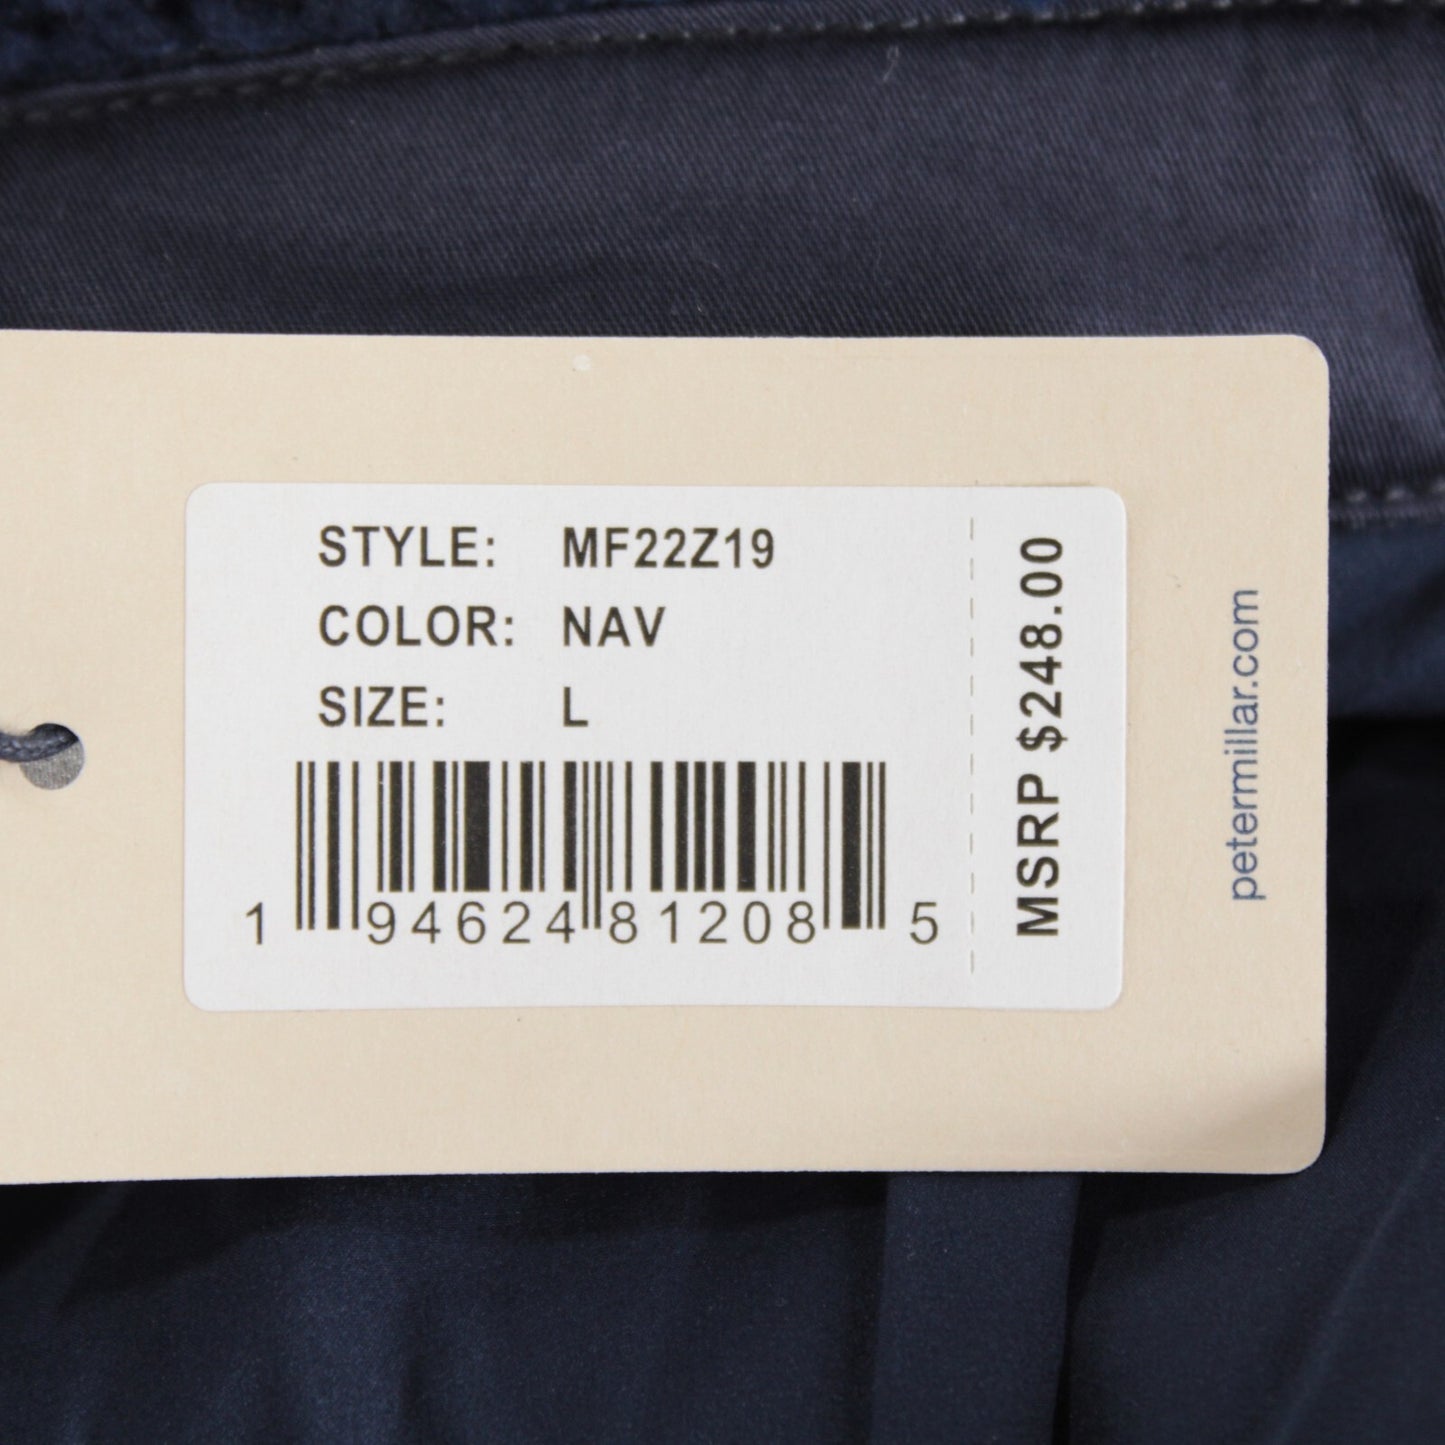 STYLE: MF22Z19
COLOR: NAV
SIZE: L
1 94624 81208 5
MSRP $248.00
petermillar.com